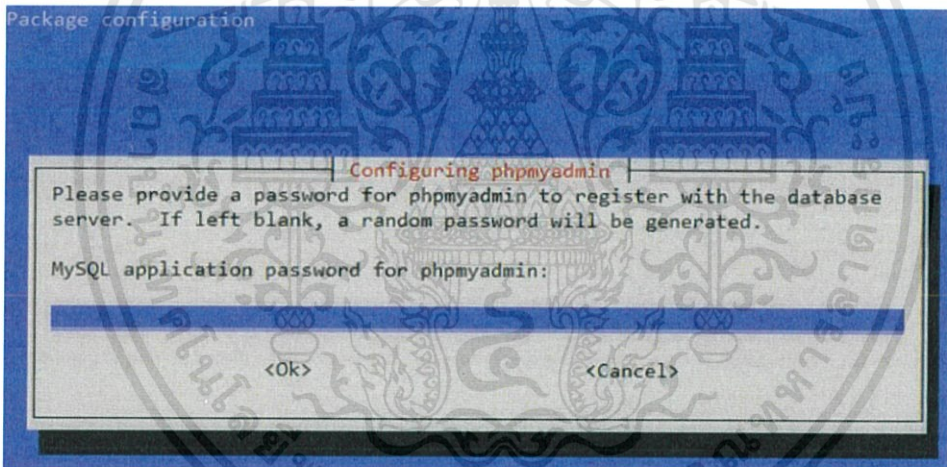 Package configuration
Configuring phpmyadmin
Please provide a password for phpmyadmin to register with the database
server. If left blank, a random password will be generated.
MySQL application password for phpmyadmin:
<Ok> <Cancel>